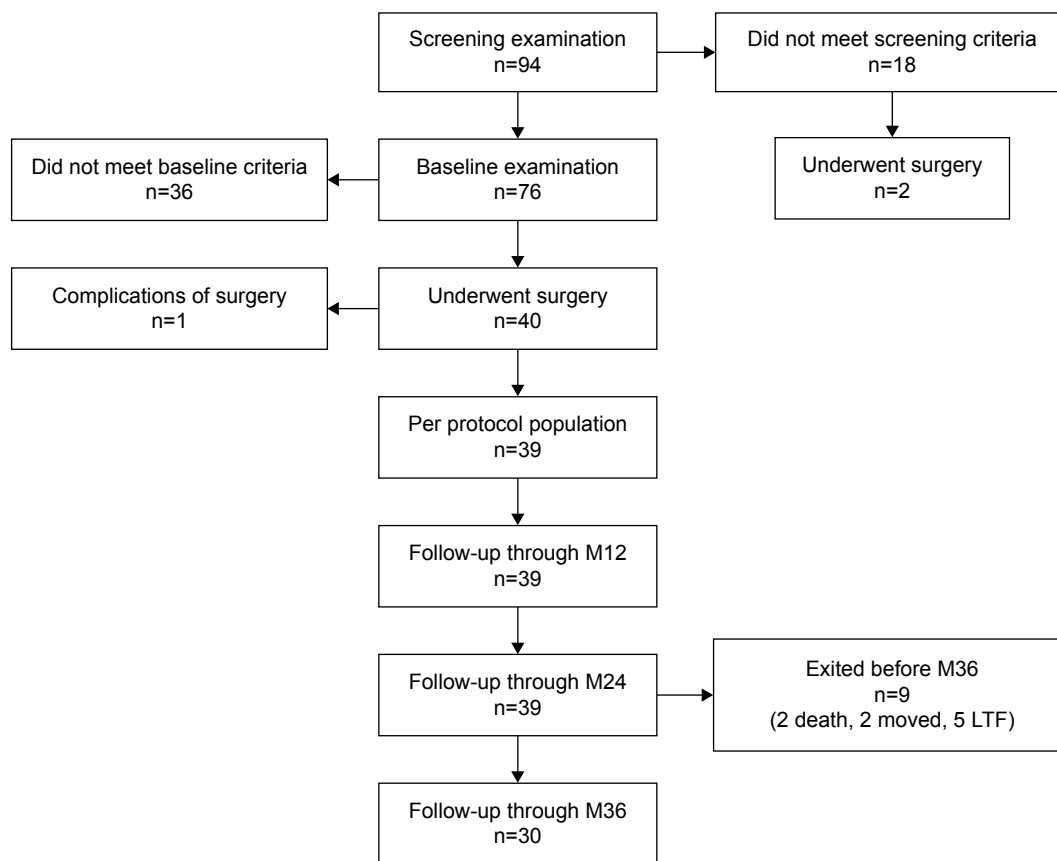 Screening examination
n=94
Did not meet screening criteria
n=18
Did not meet baseline criteria
n=36
Baseline examination
n=76
Underwent surgery
n=2
Complications of surgery
n=1
Underwent surgery
n=40
Per protocol population
n=39
Follow-up through M12
n=39
Follow-up through M24
n=39
Exited before M36
n=9
(2 death, 2 moved, 5 LTF)
Follow-up through M36
n=30